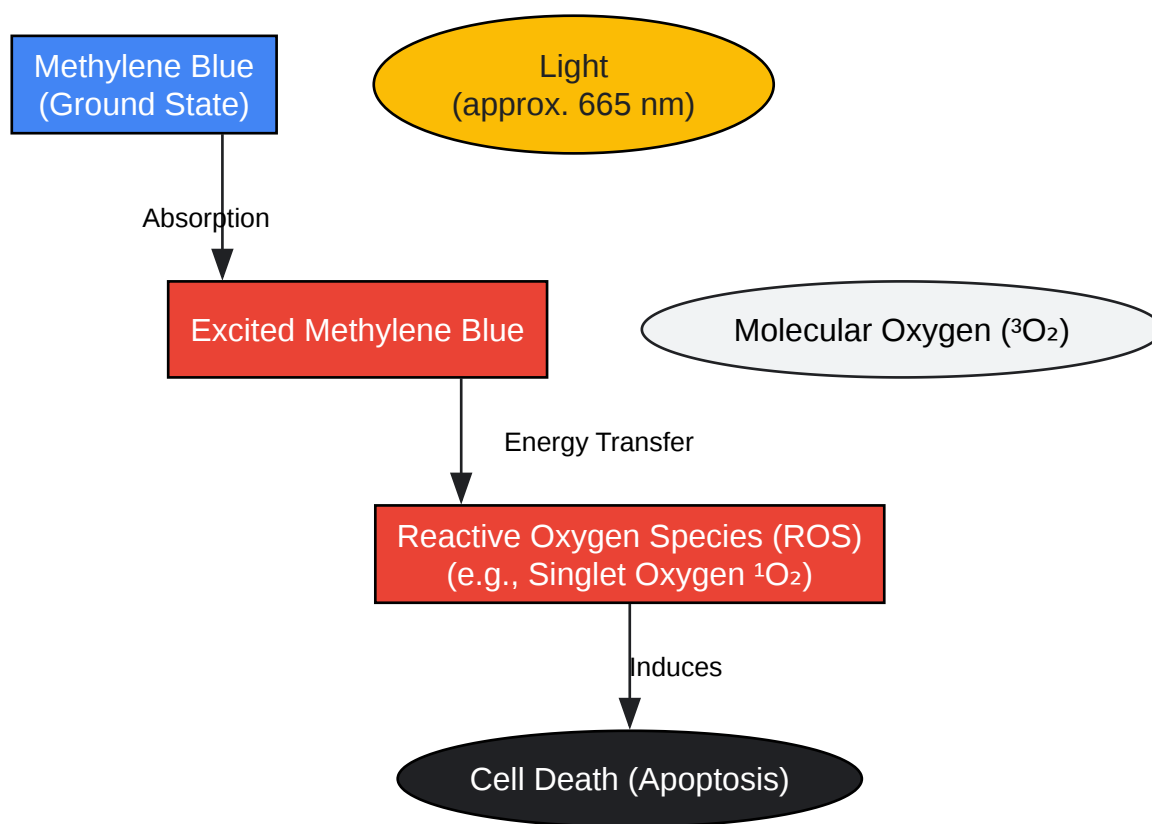 Methylene Blue
(Ground State)
Light
(approx. 665 nm)
Absorption
Excited Methylene Blue
Molecular Oxygen (³O₂)
Energy Transfer
Reactive Oxygen Species (ROS)
(e.g., Singlet Oxygen ¹O₂)
Induces
Cell Death (Apoptosis)